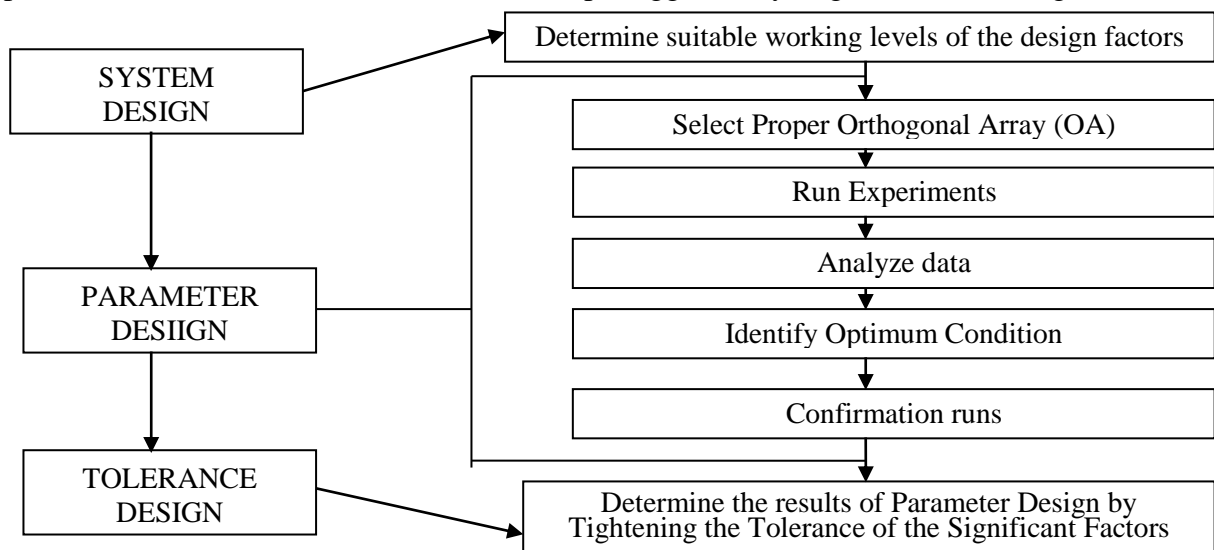 Determine suitable working levels of the design factors
SYSTEM
DESIGN
Select Proper Orthogonal Array (OA)
Run Experiments
Analyze data
PARAMETER
DESIIGN
Identify Optimum Condition
Confirmation runs
TOLERANCE
DESIGN
Determine the results of Parameter Design by
Tightening the Tolerance of the Significant Factors